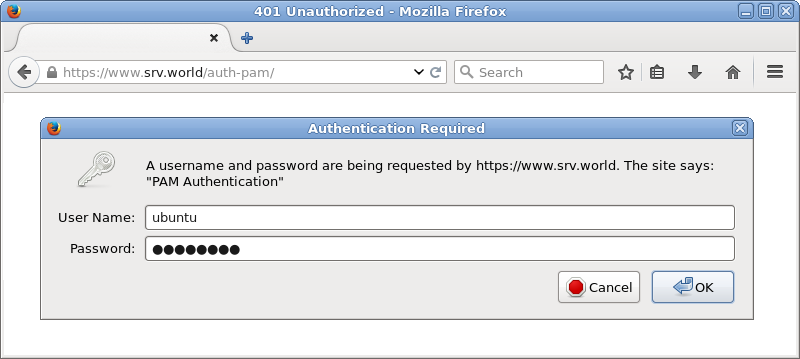 401 Unauthorized - Mozilla Firefox
https://www.srv.world/auth-pam/
Search
Authentication Required
A username and password are being requested by https://www.srv.world. The site says:
"PAM Authentication"
User Name: ubuntu
Password: ●●●●●●●●
Cancel
OK